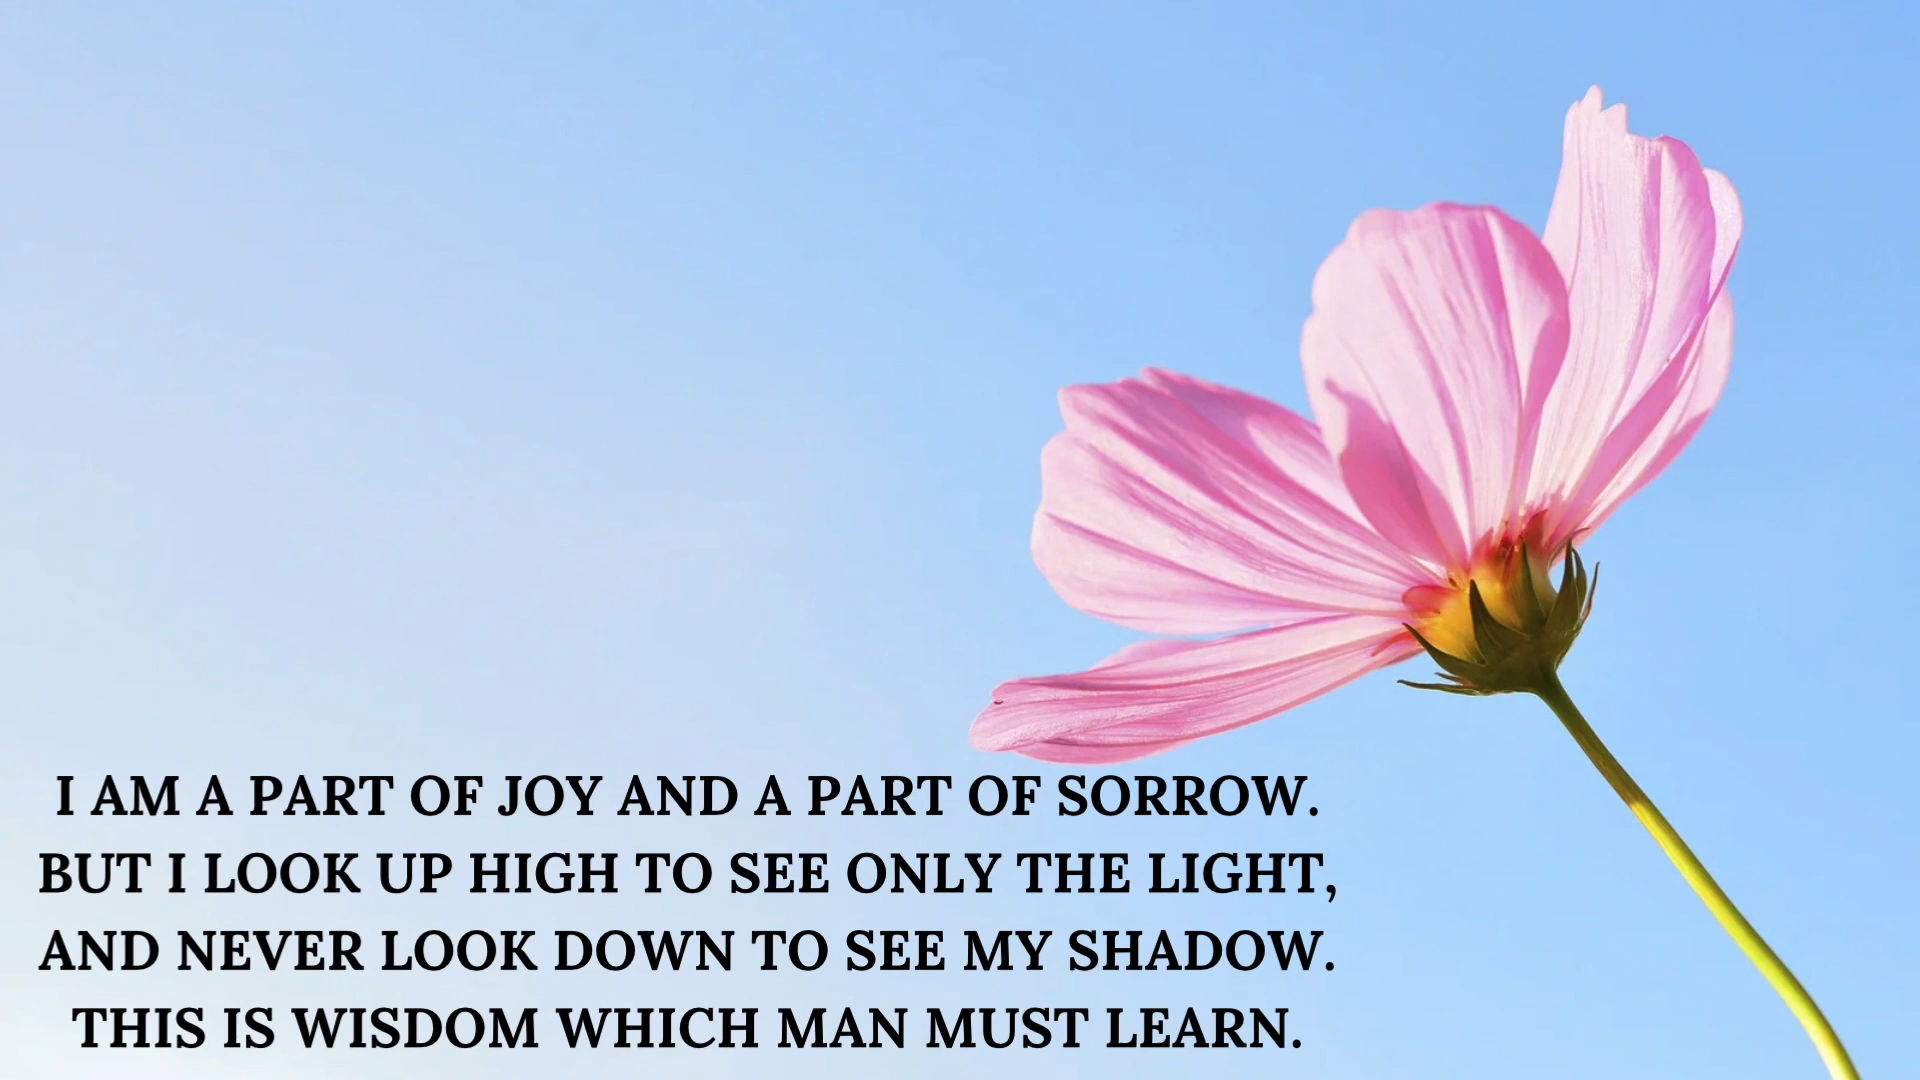 I AM A PART OF JOY AND A PART OF SORROW.
BUT I LOOK UP HIGH TO SEE ONLY THE LIGHT,
AND NEVER LOOK DOWN TO SEE MY SHADOW.
THIS IS WISDOM WHICH MAN MUST LEARN.